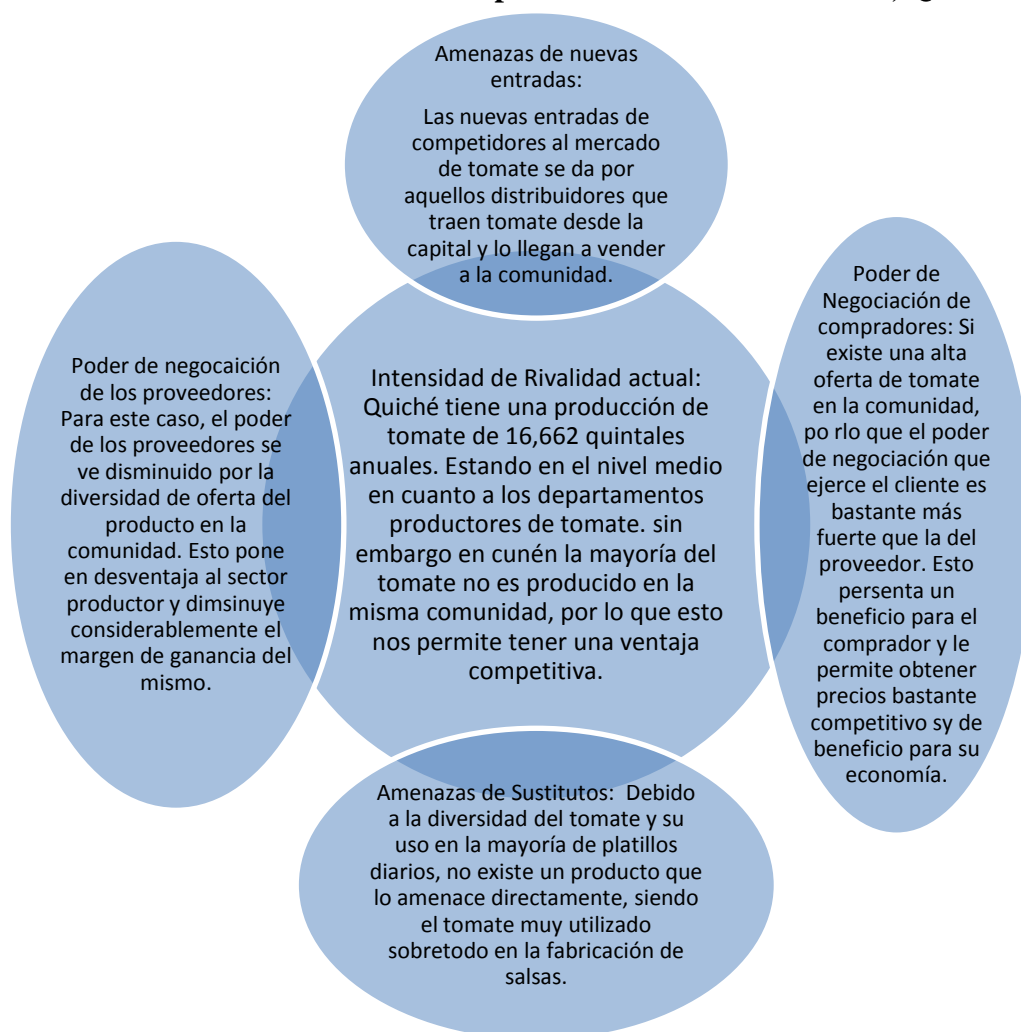 Amenazas de nuevas
entradas:
Las nuevas entradas de
competidores al mercado
de tomate se da por
aquellos distribuidores que
traen tomate desde la
capital y lo llegan a vender
a la comunidad.
Poder de negocaición
de los proveedores:
Para este caso, el poder
de los proveedores se
ve disminuido por la
diversidad de oferta del
producto en la
comunidad. Esto pone
en desventaja al sector
productor y dimsinuye
considerablemente el
margen de ganancia del
mismo.
Intensidad de Rivalidad actual:
Quiché tiene una producción de
tomate de 16,662 quintales
anuales. Estando en el nivel medio
en cuanto a los departamentos
productores de tomate. sin
embargo en cunén la mayoría del
tomate no es producido en la
misma comunidad, por lo que esto
nos permite tener una ventaja
competitiva.
Poder de
Negociación de
compradores: Si
existe una alta
oferta de tomate
en la comunidad,
po rlo que el poder
de negociación que
ejerce el cliente es
bastante más
fuerte que la del
proveedor. Esto
persenta un
beneficio para el
comprador y le
permite obtener
precios bastante
competitivo sy de
beneficio para su
economía.
Amenazas de Sustitutos: Debido
a la diversidad del tomate y su
uso en la mayoría de platillos
diarios, no existe un producto que
lo amenace directamente, siendo
el tomate muy utilizado
sobretodo en la fabricación de
salsas.